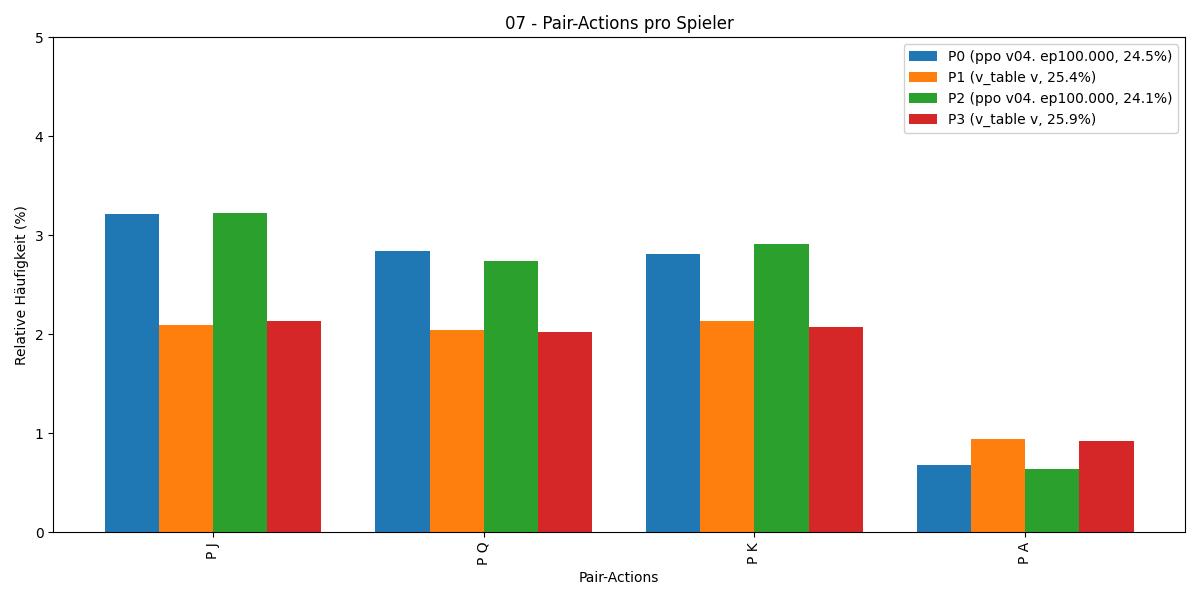 07 - Pair-Actions pro Spieler
P0 (ppo v04. ep100.000, 24.5%)
P1 (v_table v, 25.4%)
P2 (ppo v04. ep100.000, 24.1%)
P3 (v_table v, 25.9%)
Relative Häufigkeit (%)
5
4
3
2
1
0
P J
P Q
P K
P A
Pair-Actions